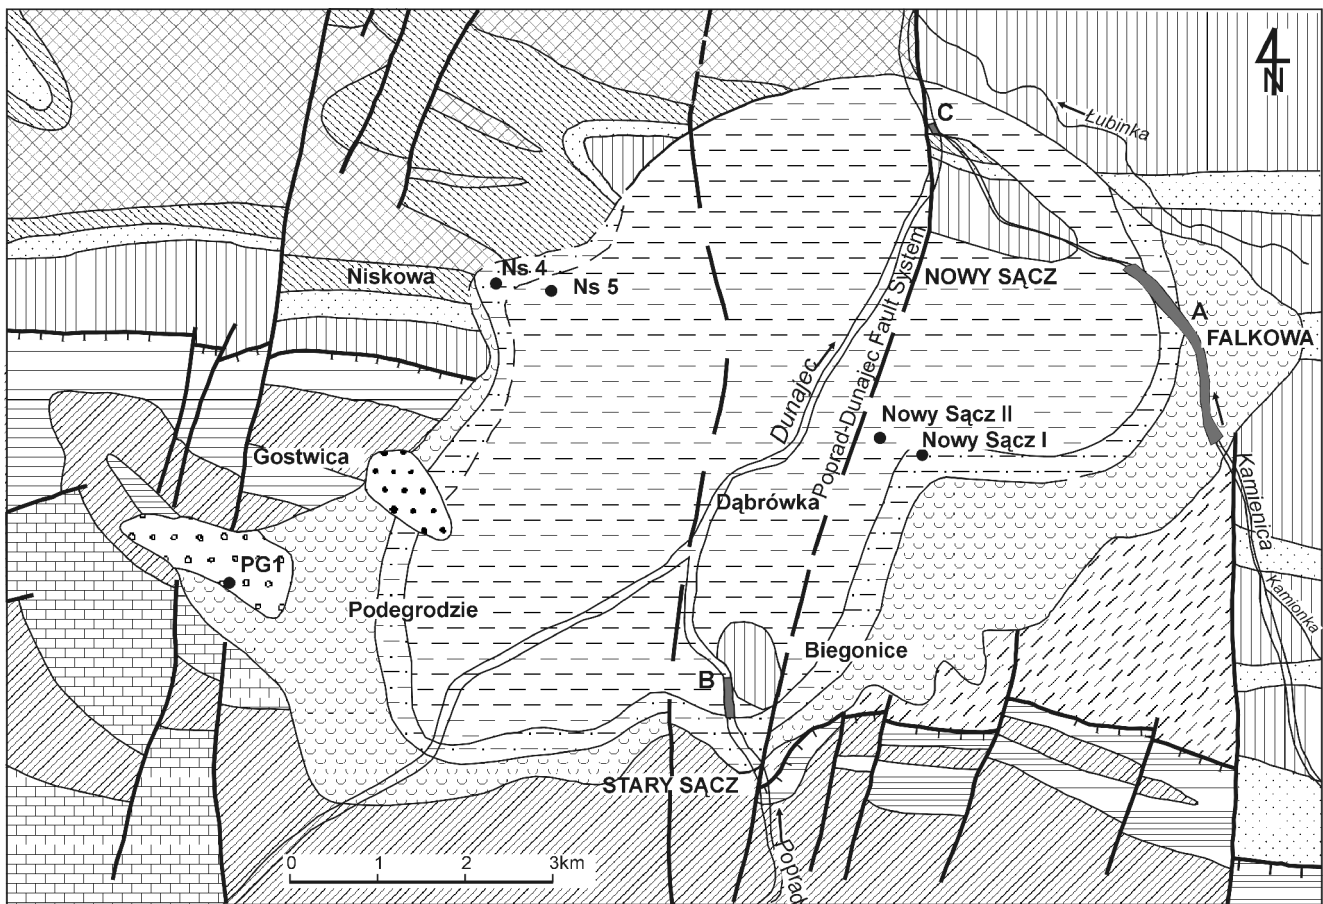 N
C
Łubinka
Niskowa
Ns 4
Ns 5
NOWY SĄCZ
A
FALKOWA
Dunajec
Poprad-Dunajec Fault System
Nowy Sącz II
Nowy Sącz I
Gostwica
Dąbrówka
Kamienica
PG1
Kamionka
Podegrodzie
Biegonice
B
STARY SĄCZ
Poprad
0 1 2 3km